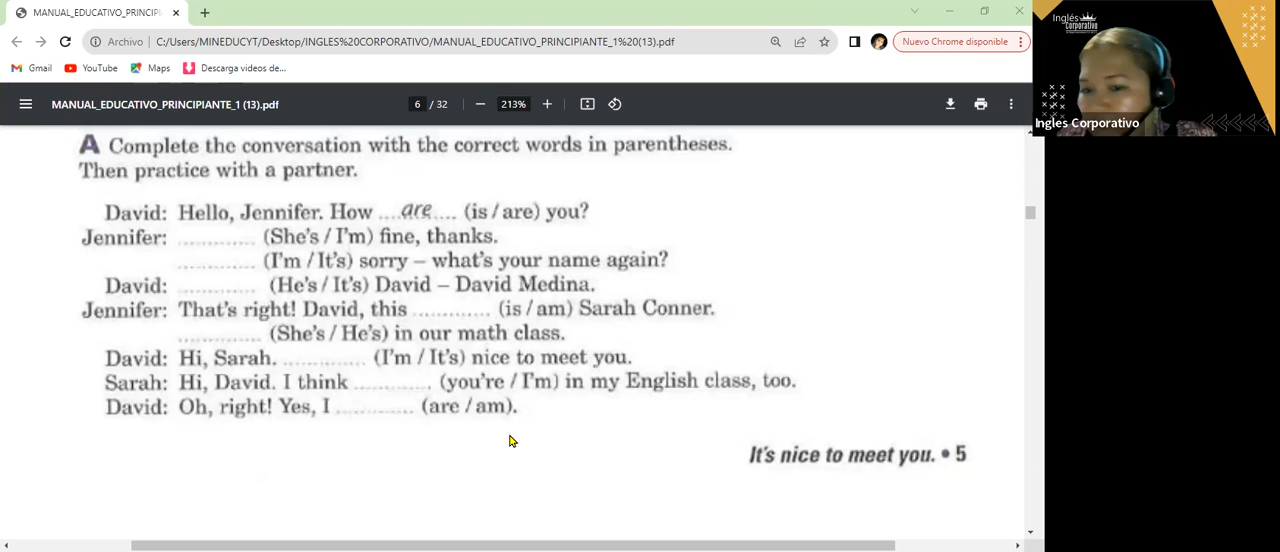 MANUAL_EDUCATIVO_PRINCIPI
Archivo
C:/Users/MINEDUCYT/Desktop/INGLES%20CORPORATIVO/MANUAL_EDUCATIVO_PRINCIPIANTE_1%20(13).pdf
Nuevo Chrome disponible
Gmail
YouTube
Maps
Descarga videos de...
MANUAL_EDUCATIVO_PRINCIPIANTE_1 (13).pdf
6 / 32
213%
Inglés
Corporativo
Ingles Corporativo
A Complete the conversation with the correct words in parentheses.
Then practice with a partner.
David: Hello, Jennifer. How ....are.... (is / are) you?
Jennifer: ............. (She's / I'm) fine, thanks.
............. (I'm / It's) sorry – what's your name again?
David: ............. (He's / It's) David – David Medina.
Jennifer: That's right! David, this ............. (is / am) Sarah Conner.
............. (She's / He's) in our math class.
David: Hi, Sarah. ............. (I'm / It's) nice to meet you.
Sarah: Hi, David. I think ............. (you're / I'm) in my English class, too.
David: Oh, right! Yes, I ............. (are / am).
It's nice to meet you. • 5